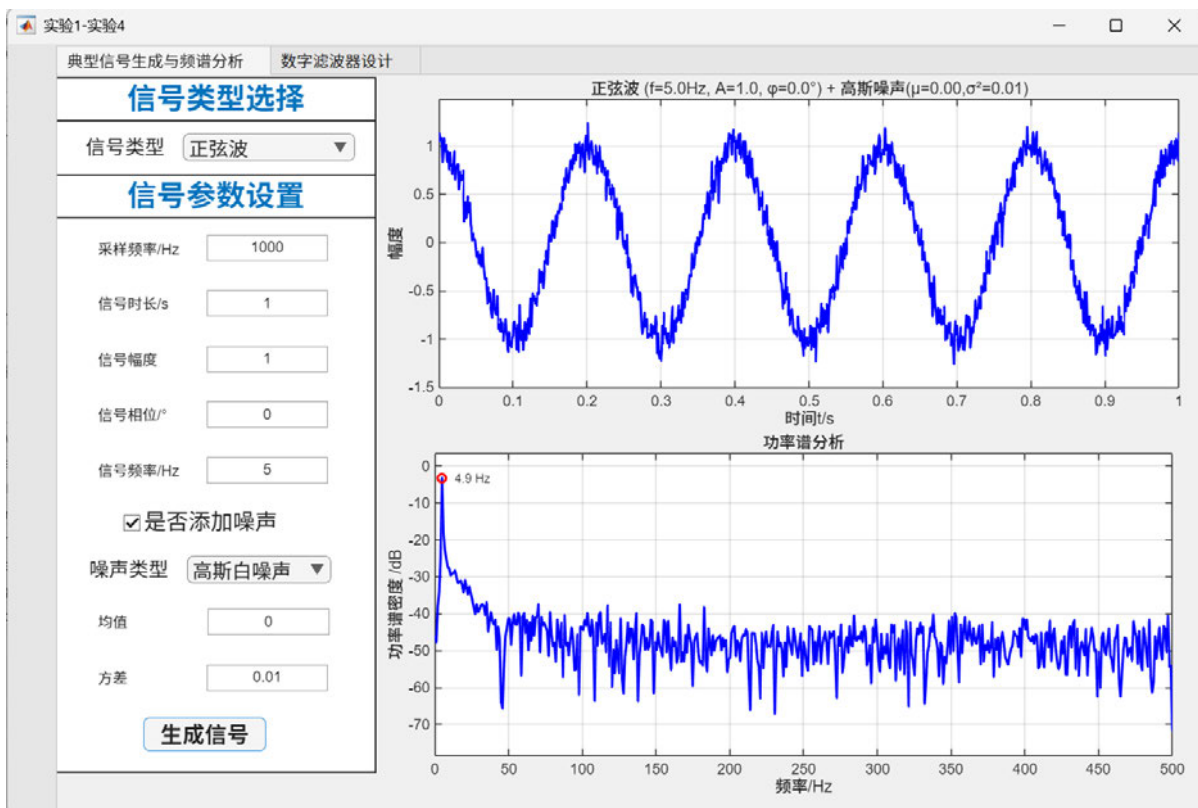 实验1-实验4
典型信号生成与频谱分析
数字滤波器设计
信号类型选择
信号类型 正弦波
信号参数设置
采样频率/Hz 1000
信号时长/s 1
信号幅度 1
信号相位/° 0
信号频率/Hz 5
是否添加噪声
噪声类型 高斯白噪声
均值 0
方差 0.01
生成信号
正弦波 (f=5.0Hz, A=1.0, φ=0.0°) + 高斯噪声(μ=0.00,σ²=0.01)
幅度
1
0.5
0
-0.5
-1
-1.5
0 0.1 0.2 0.3 0.4 0.5 0.6 0.7 0.8 0.9 1
时间t/s
功率谱分析
功率谱密度 /dB
0
-10
-20
-30
-40
-50
-60
-70
4.9 Hz
0 50 100 150 200 250 300 350 400 450 500
频率/Hz